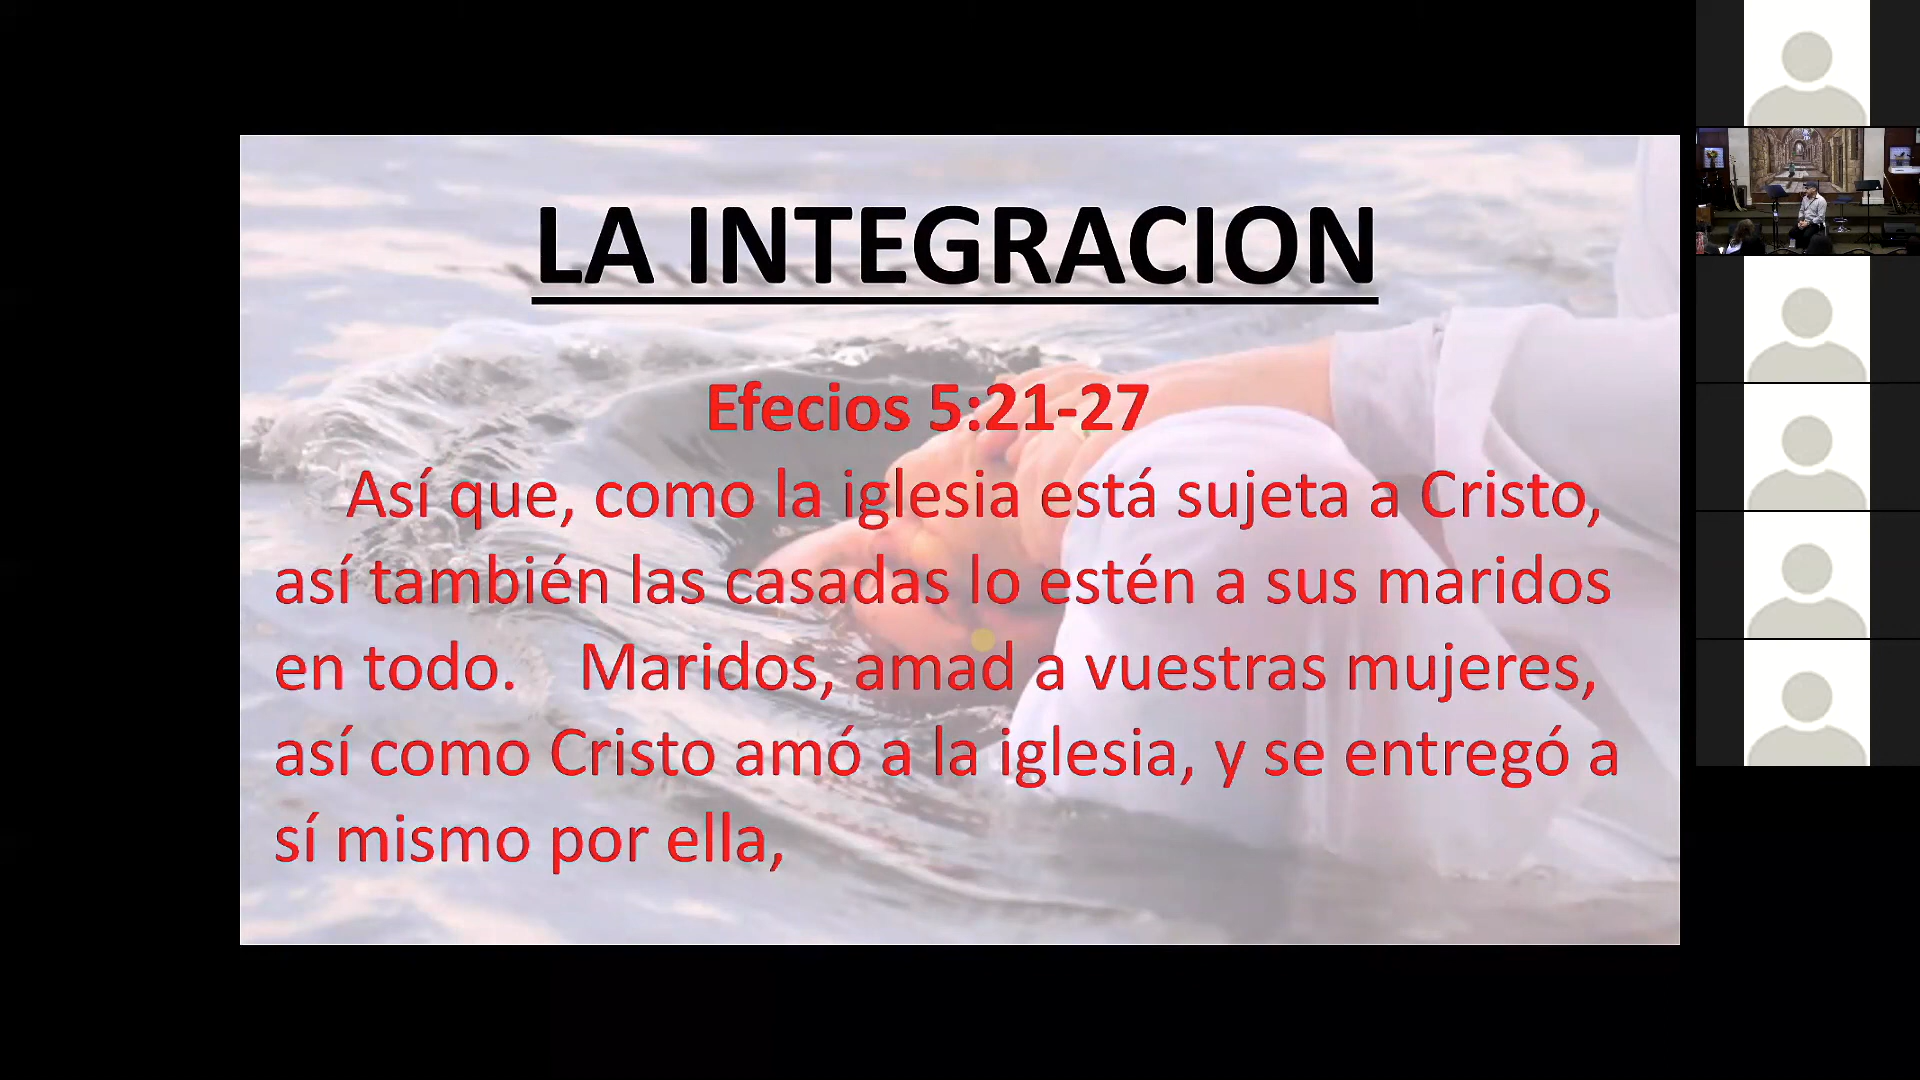 LA INTEGRACION
Efecios 5:21-27
Así que, como la iglesia está sujeta a Cristo,
así también las casadas lo estén a sus maridos
en todo. Maridos, amad a vuestras mujeres,
así como Cristo amó a la iglesia, y se entregó a
sí mismo por ella,